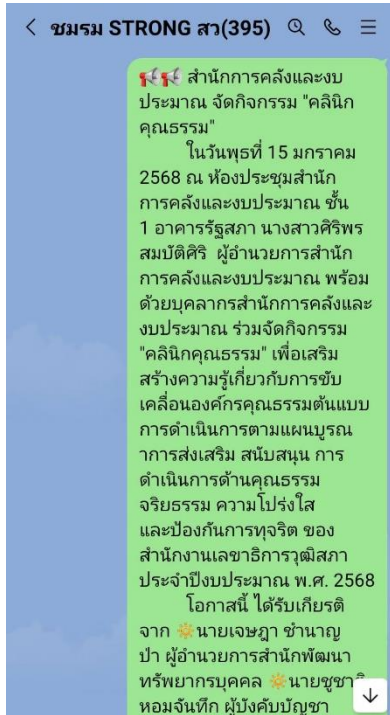 ชมรม STRONG สว(395)
สำนักการคลังและงบ
ประมาณ จัดกิจกรรม "คลินิก
คุณธรรม"
ในวันพุธที่ 15 มกราคม
2568 ณ ห้องประชุมสำนัก
การคลังและงบประมาณ ชั้น
1 อาคารรัฐสภา นางสาวศิริพร
สมบัติศิริ ผู้อำนวยการสำนัก
การคลังและงบประมาณ พร้อม
ด้วยบุคลากรสำนักการคลังและ
งบประมาณ ร่วมจัดกิจกรรม
"คลินิกคุณธรรม" เพื่อเสริม
สร้างความรู้เกี่ยวกับการขับ
เคลื่อนองค์กรคุณธรรมต้นแบบ
การดำเนินการตามแผนบูรณ
าการส่งเสริม สนับสนุน การ
ดำเนินการด้านคุณธรรม
จริยธรรม ความโปร่งใส
และป้องกันการทุจริต ของ
สำนักงานเลขาธิการวุฒิสภา
ประจำปีงบประมาณ พ.ศ. 2568
โอกาสนี้ ได้รับเกียรติ
จาก นายเจษฎา ชำนาญ
ป่า ผู้อำนวยการสำนักพัฒนา
ทรัพยากรบุคคล นายชูชาติ
หอมจันทึก ผู้บังคับบัญชา